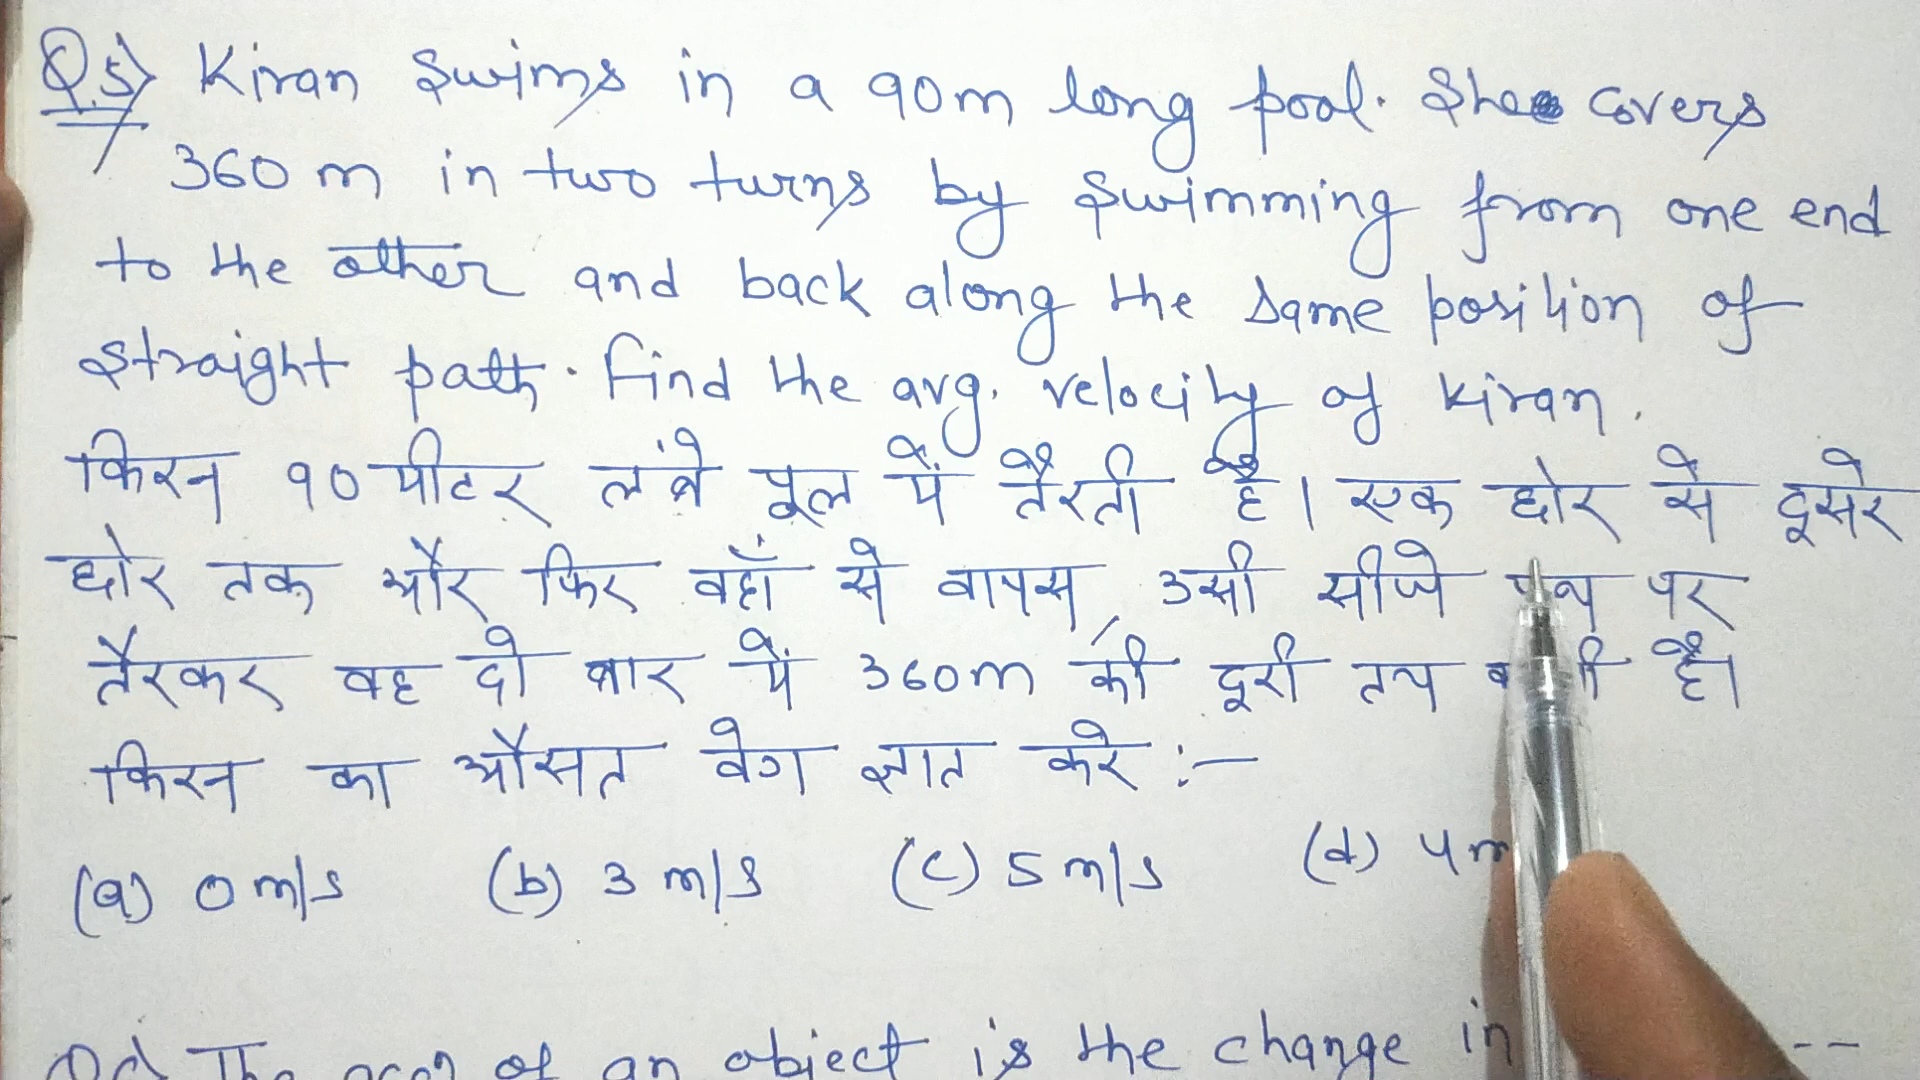 Q.5) Kiran swims in a 90m long pool. She covers
360 m in two turns by swimming from one end
to the other and back along the same position of
straight path. Find the avg. velocity of Kiran.
किरन 90 मीटर लंबे पूल में तैरती है। एक छोर से दूसरे
छोर तक और फिर वहाँ से वापस, उसी सीधे पथ पर
तैरकर वह दो बार में 360m की दूरी तय है।
किरन का औसत वेग ज्ञात करे :-
(a) 0 m/s (b) 3 m/s (c) 5 m/s (d) 4 m
of an object is the change in --